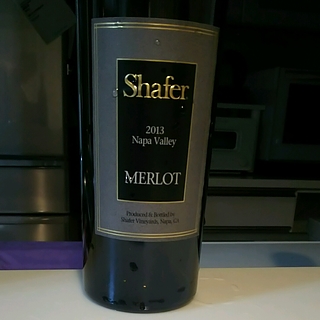 Shafer
2013
Napa Valley
MERLOT
Produced & Bottled by
Shafer Vineyards, Napa, CA